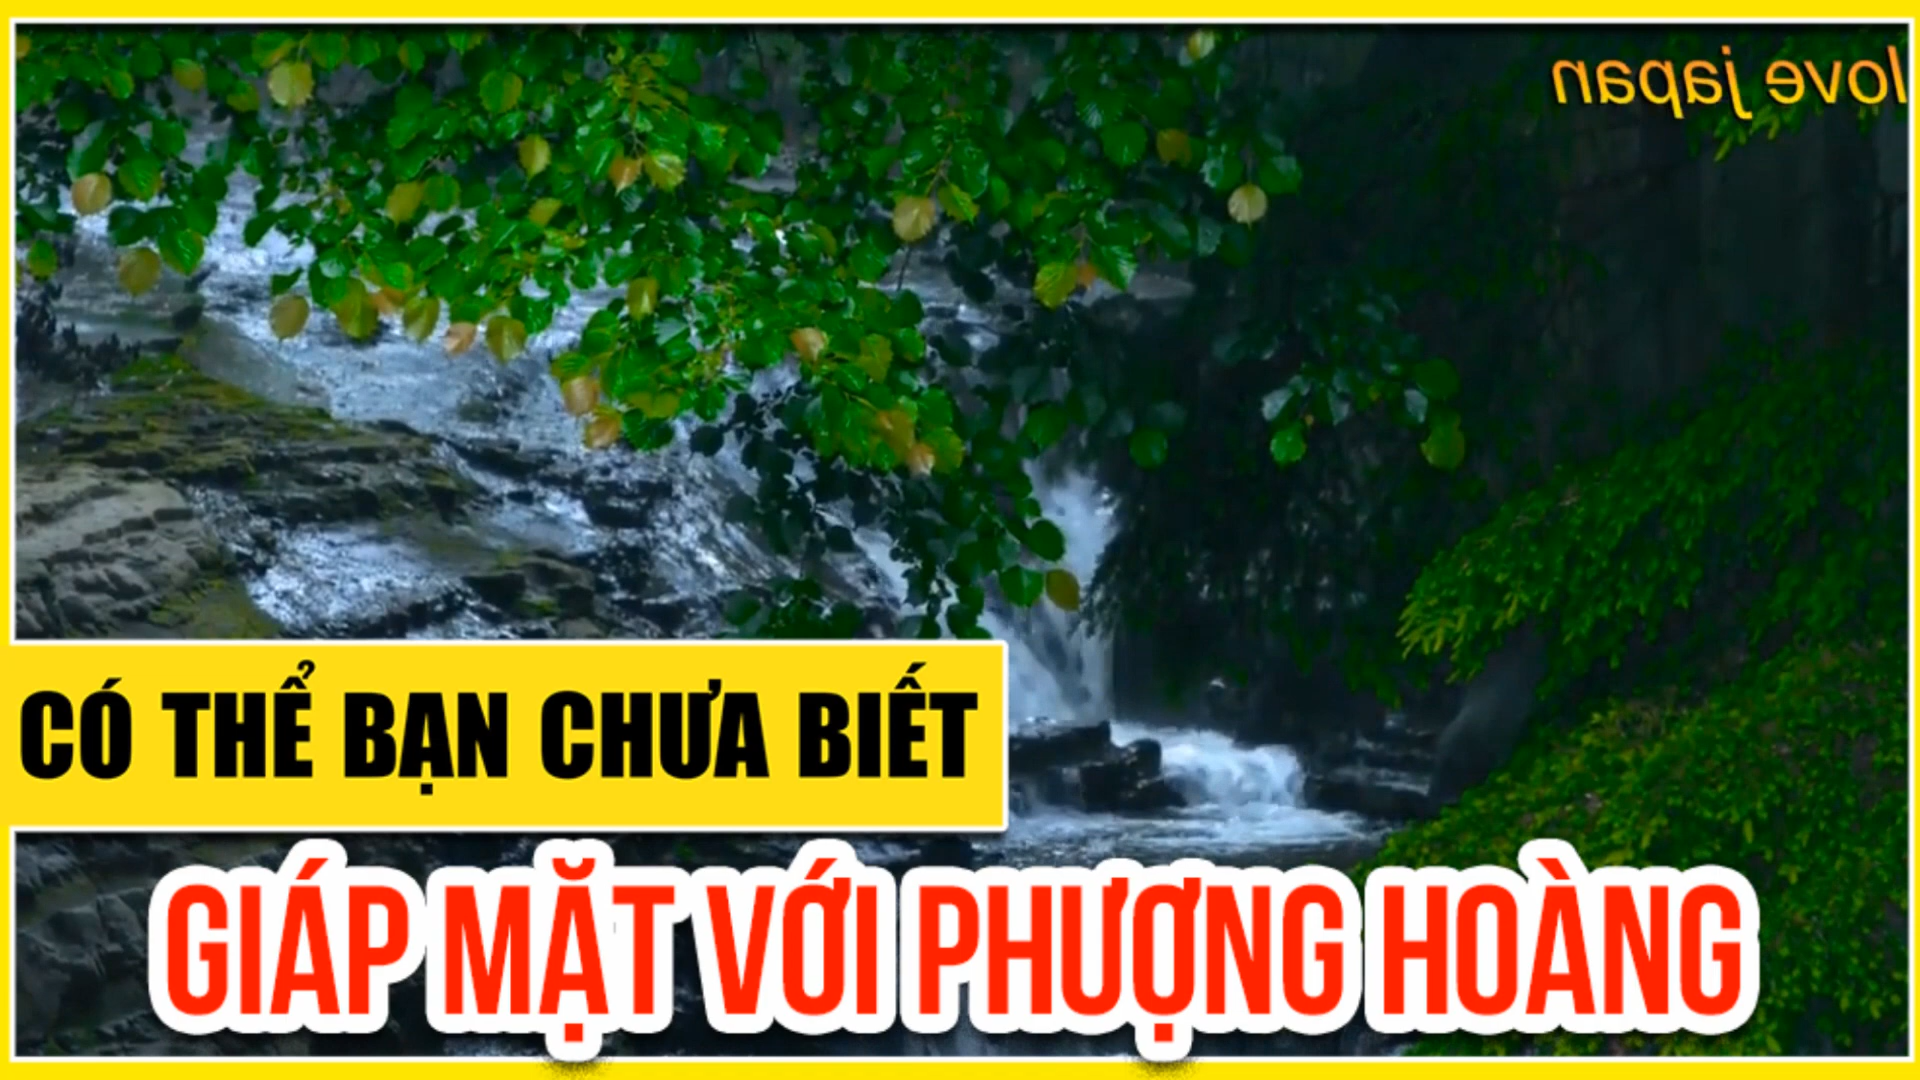 love japan
CÓ THỂ BẠN CHƯA BIẾT
GIÁP MẶT VỚI PHƯỢNG HOÀNG